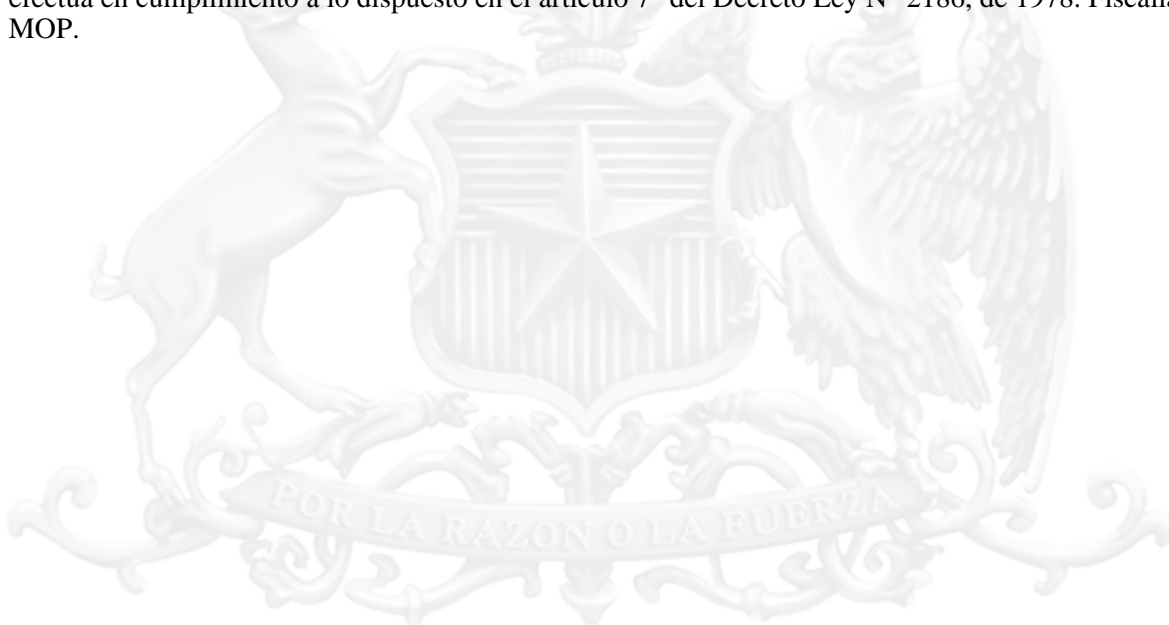 efectúa en cumplimiento a lo dispuesto en el artículo 7° del Decreto Ley N° 2186, de 1978. Fiscalía
MOP.
POR LA RAZON O LA FUERZA